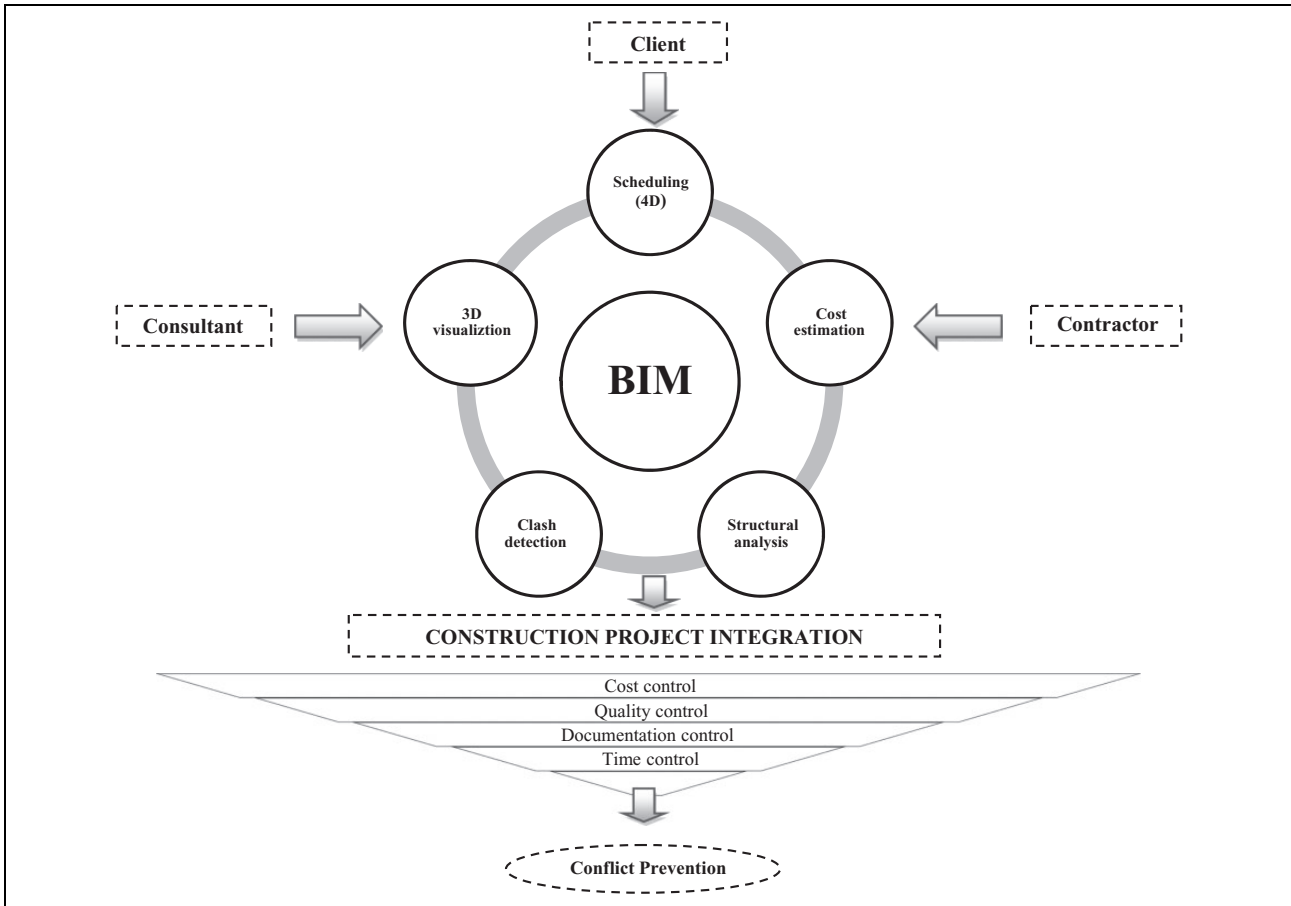 Client
Scheduling
(4D)
3D
visualiztion
Cost
estimation
Consultant
Contractor
BIM
Clash
detection
Structural
analysis
CONSTRUCTION PROJECT INTEGRATION
Cost control
Quality control
Documentation control
Time control
Conflict Prevention